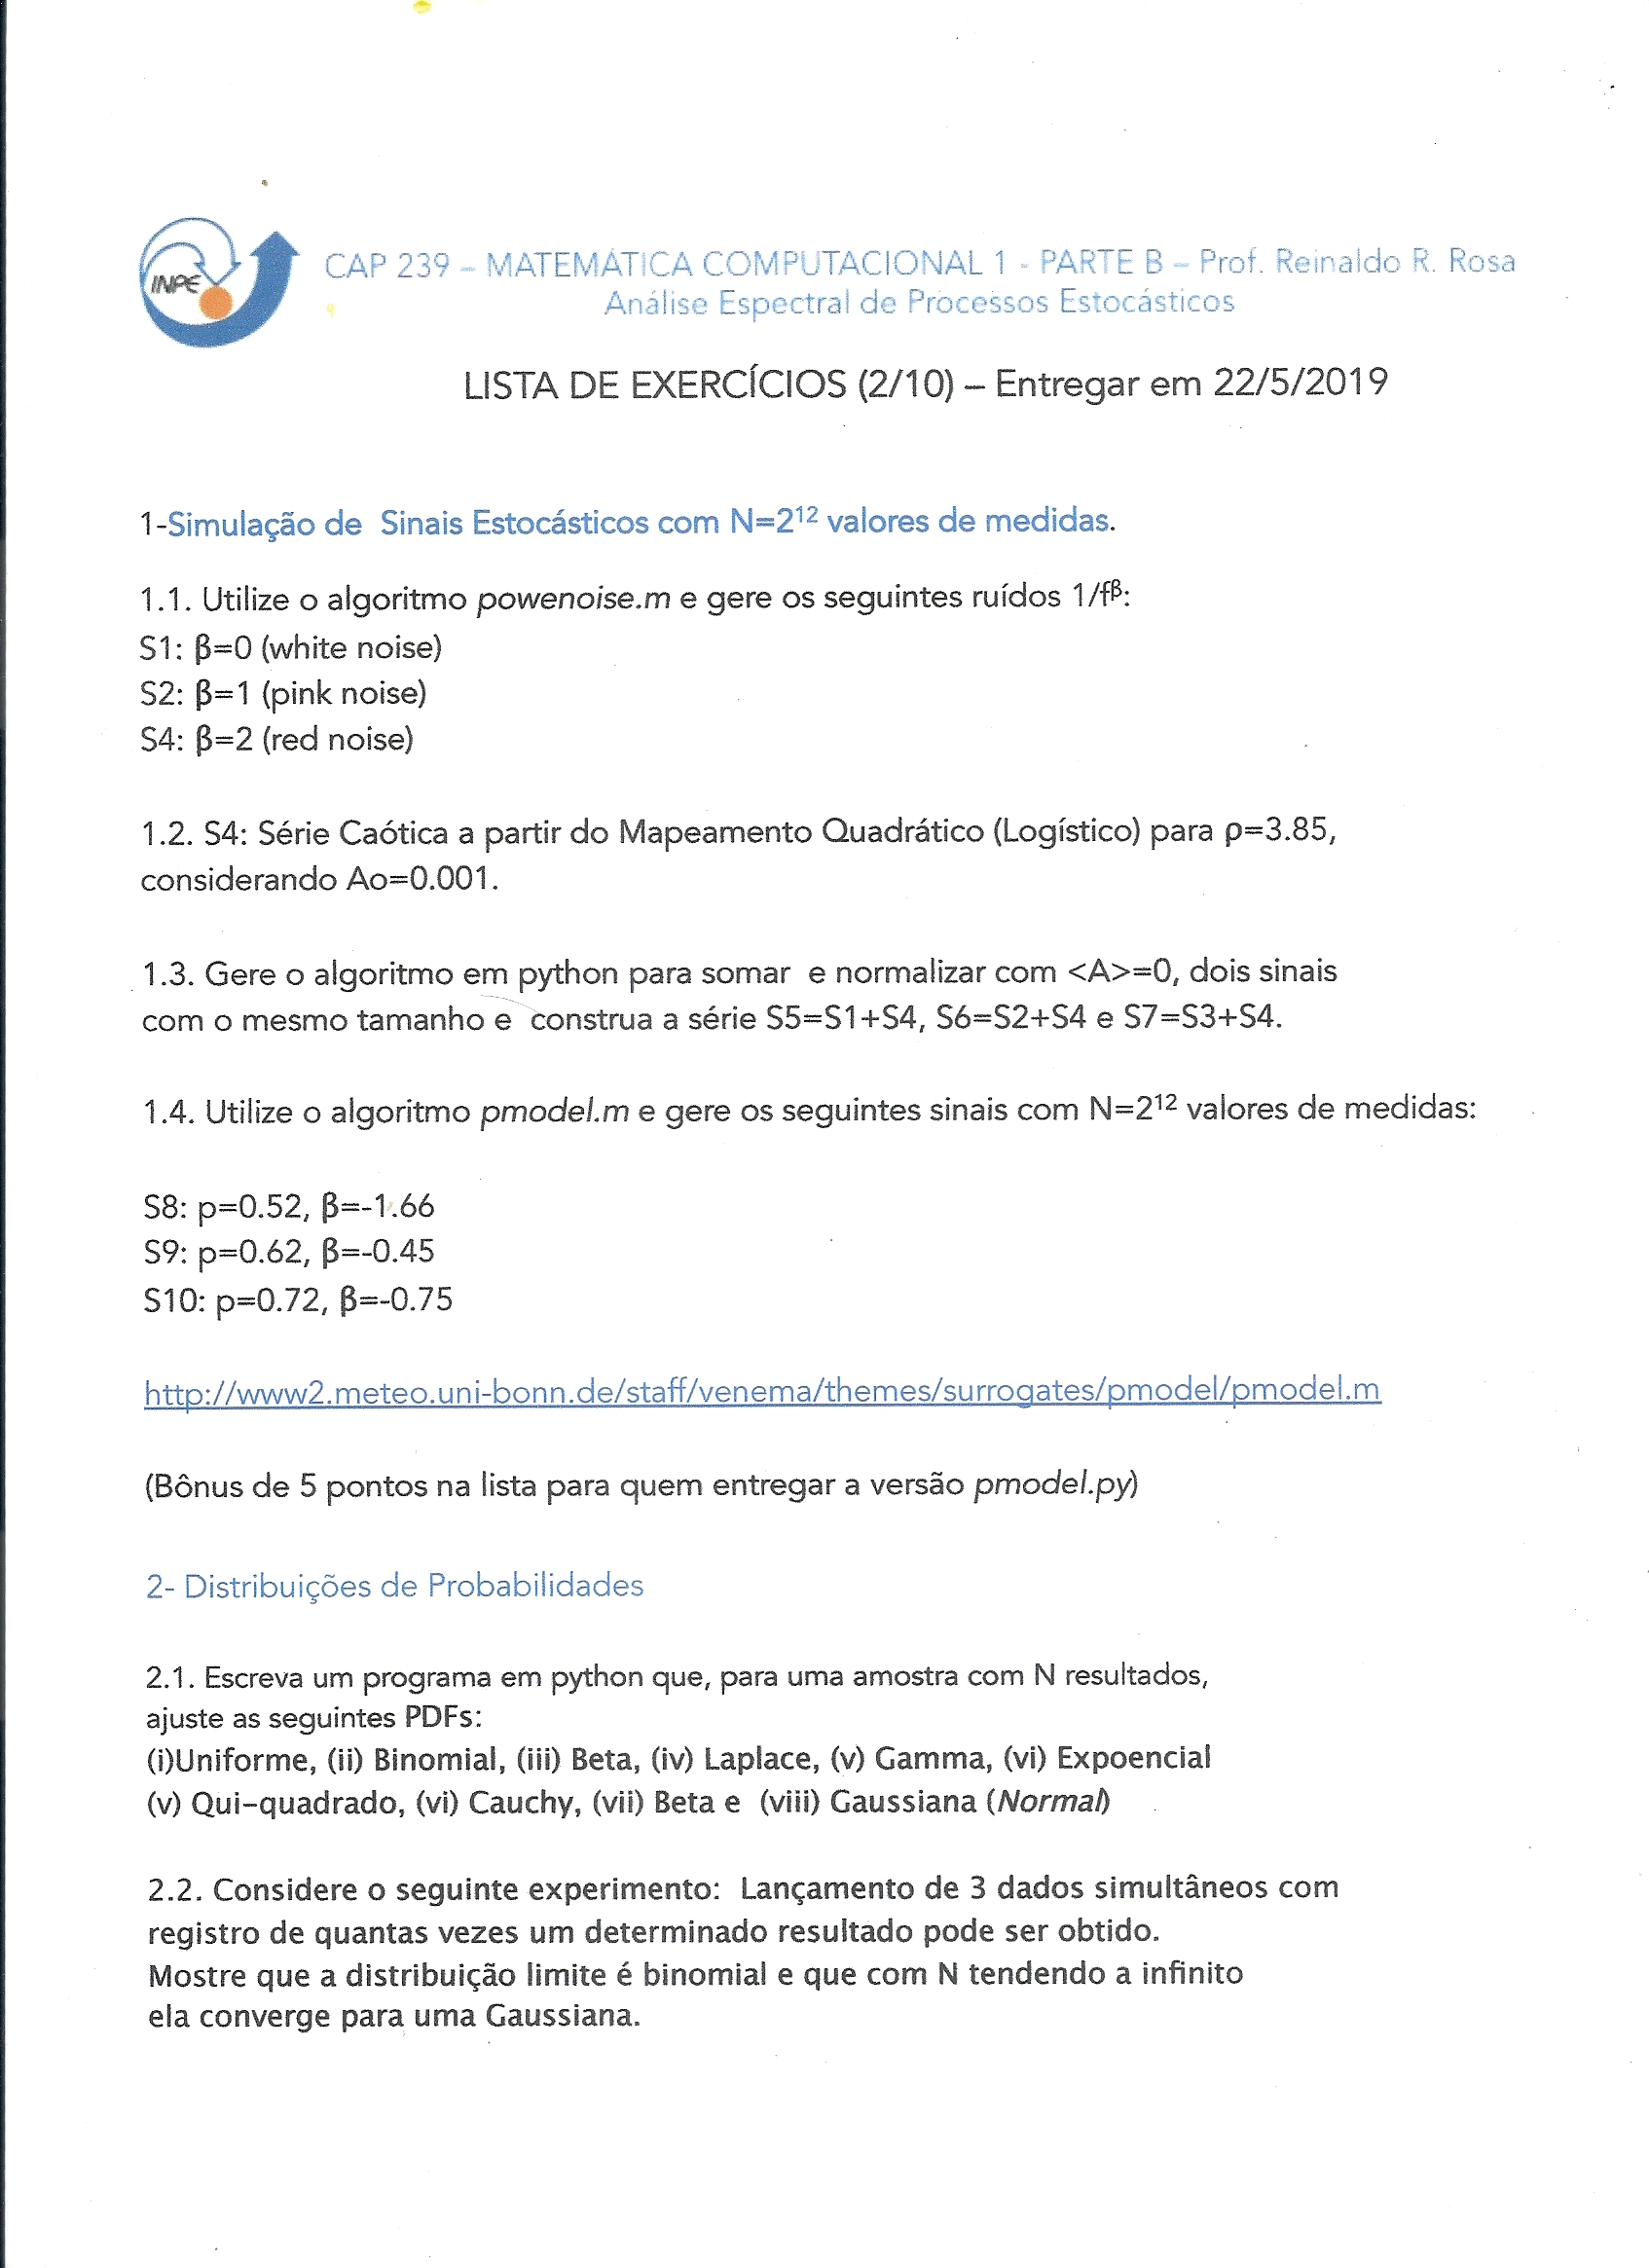 INPE
CAP 239 – MATEMÁTICA COMPUTACIONAL 1 - PARTE B – Prof. Reinaldo R. Rosa
Análise Espectral de Processos Estocásticos
LISTA DE EXERCÍCIOS (2/10) – Entregar em 22/5/2019
1-Simulação de Sinais Estocásticos com N=2¹² valores de medidas.
1.1. Utilize o algoritmo powenoise.m e gere os seguintes ruídos 1/fᵝ:
S1: β=0 (white noise)
S2: β=1 (pink noise)
S4: β=2 (red noise)
1.2. S4: Série Caótica a partir do Mapeamento Quadrático (Logístico) para ρ=3.85,
considerando Ao=0.001.
1.3. Gere o algoritmo em python para somar e normalizar com <A>=0, dois sinais
com o mesmo tamanho e construa a série S5=S1+S4, S6=S2+S4 e S7=S3+S4.
1.4. Utilize o algoritmo pmodel.m e gere os seguintes sinais com N=2¹² valores de medidas:
S8: p=0.52, β=-1.66
S9: p=0.62, β=-0.45
S10: p=0.72, β=-0.75
http://www2.meteo.uni-bonn.de/staff/venema/themes/surrogates/pmodel/pmodel.m
(Bônus de 5 pontos na lista para quem entregar a versão pmodel.py)
2- Distribuições de Probabilidades
2.1. Escreva um programa em python que, para uma amostra com N resultados,
ajuste as seguintes PDFs:
(i)Uniforme, (ii) Binomial, (iii) Beta, (iv) Laplace, (v) Gamma, (vi) Expoencial
(v) Qui-quadrado, (vi) Cauchy, (vii) Beta e (viii) Gaussiana (Normal)
2.2. Considere o seguinte experimento: Lançamento de 3 dados simultâneos com
registro de quantas vezes um determinado resultado pode ser obtido.
Mostre que a distribuição limite é binomial e que com N tendendo a infinito
ela converge para uma Gaussiana.